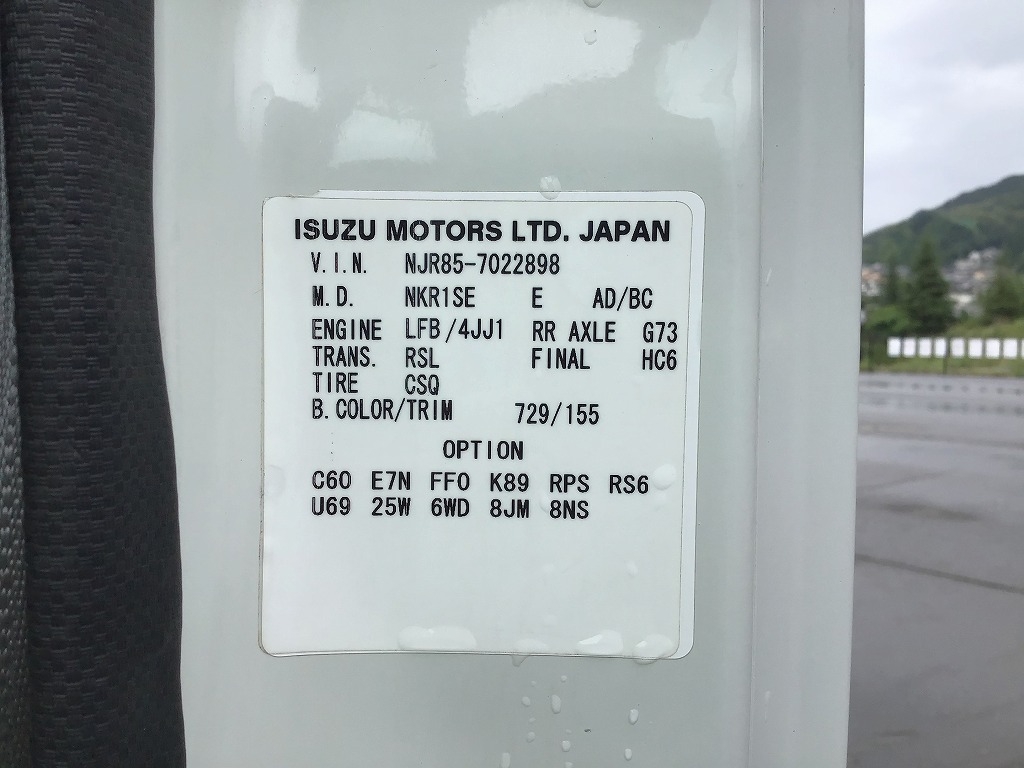 ISUZU MOTORS LTD. JAPAN
V.I.N. NJR85-7022898
M.D. NKR1SE E AD/BC
ENGINE LFB/4JJ1 RR AXLE G73
TRANS. RSL FINAL HC6
TIRE CSQ
B.COLOR/TRIM 729/155
OPTION
C60 E7N FFO K89 RPS RS6
U69 25W 6WD 8JM 8NS